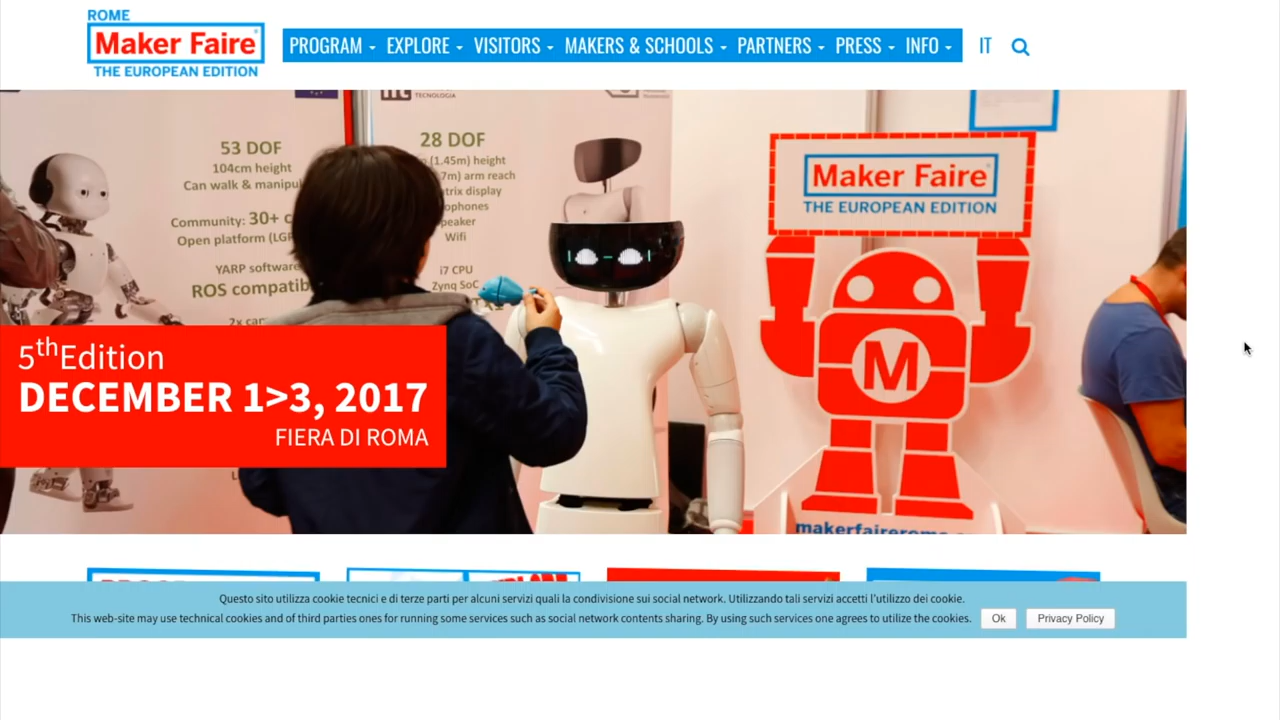 ROME
Maker Faire
THE EUROPEAN EDITION
PROGRAM EXPLORE VISITORS MAKERS & SCHOOLS PARTNERS PRESS INFO IT
TECNOLOGIA
53 DOF
104cm height
Can walk & manipul
Community: 30+ c
Open platform (LGP
YARP software
ROS compatib
2x car
28 DOF
(1.45m) height
7m) arm reach
trix display
ophones
peaker
Wifi
i7 CPU
Zynq SoC
Maker Faire
THE EUROPEAN EDITION
M
makerfairerome
5thEdition
DECEMBER 1>3, 2017
FIERA DI ROMA
Questo sito utilizza cookie tecnici e di terze parti per alcuni servizi quali la condivisione sui social network. Utilizzando tali servizi accetti l'utilizzo dei cookie.
This web-site may use technical cookies and of third parties ones for running some services such as social network contents sharing. By using such services one agrees to utilize the cookies. Ok Privacy Policy